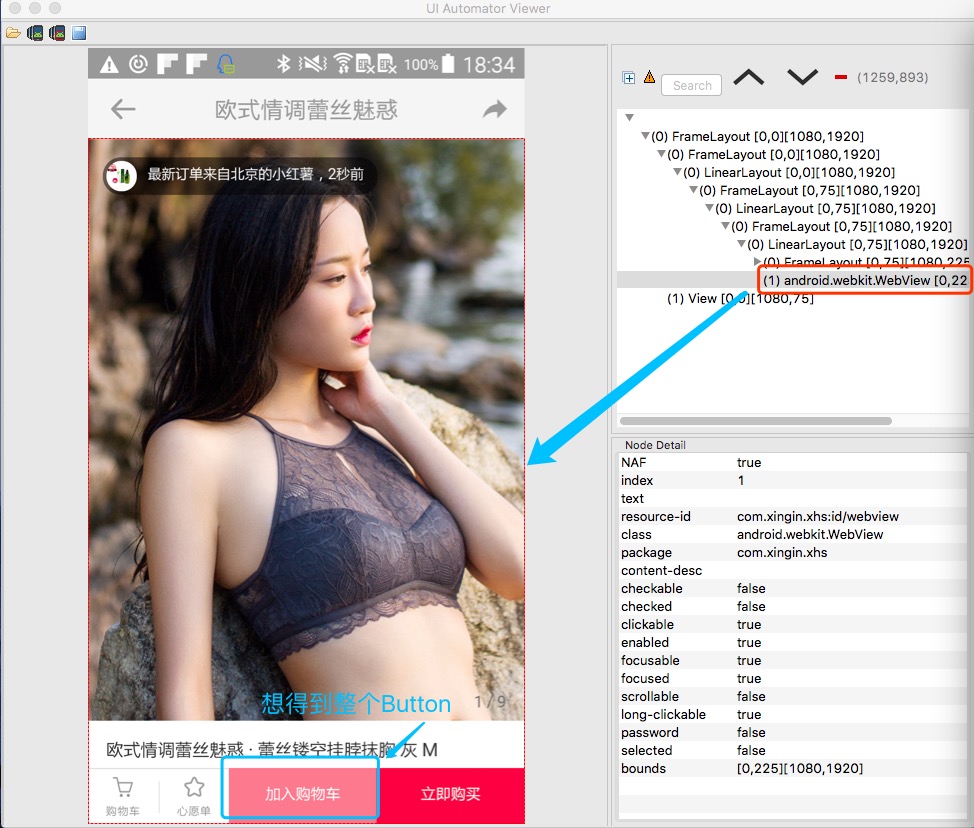 UI Automator Viewer
100% 18:34
欧式情调蕾丝魅惑
最新订单来自北京的小红薯，2秒前
想得到整个Button
1 / 9
欧式情调蕾丝魅惑 · 蕾丝镂空挂脖抹胸 灰 M
购物车
心愿单
加入购物车
立即购买
Search
(1259,893)
(0) FrameLayout [0,0][1080,1920]
(0) FrameLayout [0,0][1080,1920]
(0) LinearLayout [0,0][1080,1920]
(0) FrameLayout [0,75][1080,1920]
(0) LinearLayout [0,75][1080,1920]
(0) FrameLayout [0,75][1080,1920]
(0) LinearLayout [0,75][1080,1920]
(0) FrameLayout [0,75][1080,225
(1) android.webkit.WebView [0,22
(1) View [0,0][1080,75]
Node Detail
NAF true
index 1
text
resource-id com.xingin.xhs:id/webview
class android.webkit.WebView
package com.xingin.xhs
content-desc
checkable false
checked false
clickable true
enabled true
focusable true
focused true
scrollable false
long-clickable true
password false
selected false
bounds [0,225][1080,1920]